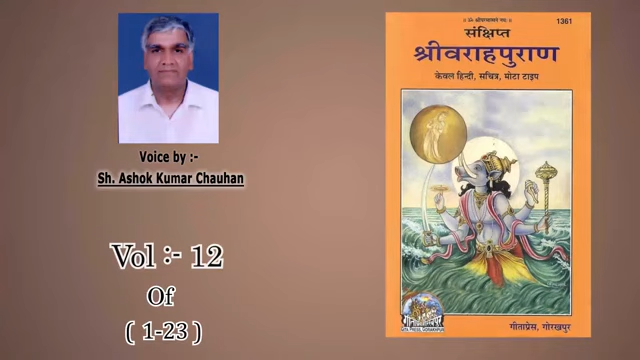 Voice by :-
Sh. Ashok Kumar Chauhan
Vol :- 12
Of
( 1-23 )
1361
संक्षिप्त
श्रीवराहपुराण
केवल हिन्दी, सचित्र, मोटा टाइप
गीताप्रेस, गोरखपुर